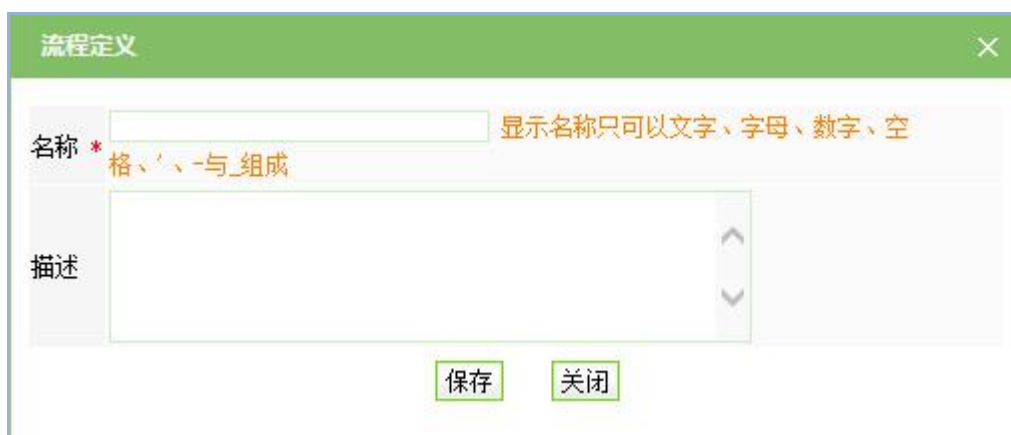 流程定义
名称 * 显示名称只可以文字、字母、数字、空
格、'、-与_组成
描述
保存 关闭